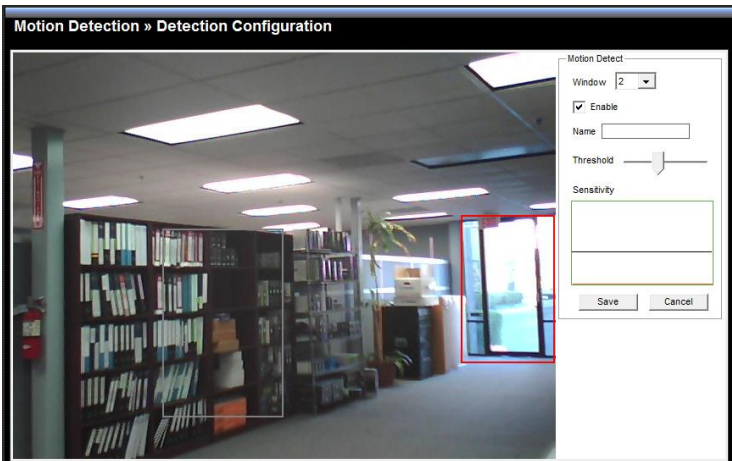 Motion Detection » Detection Configuration
Motion Detect
Window 2
Enable
Name
Threshold
Sensitivity
Save Cancel